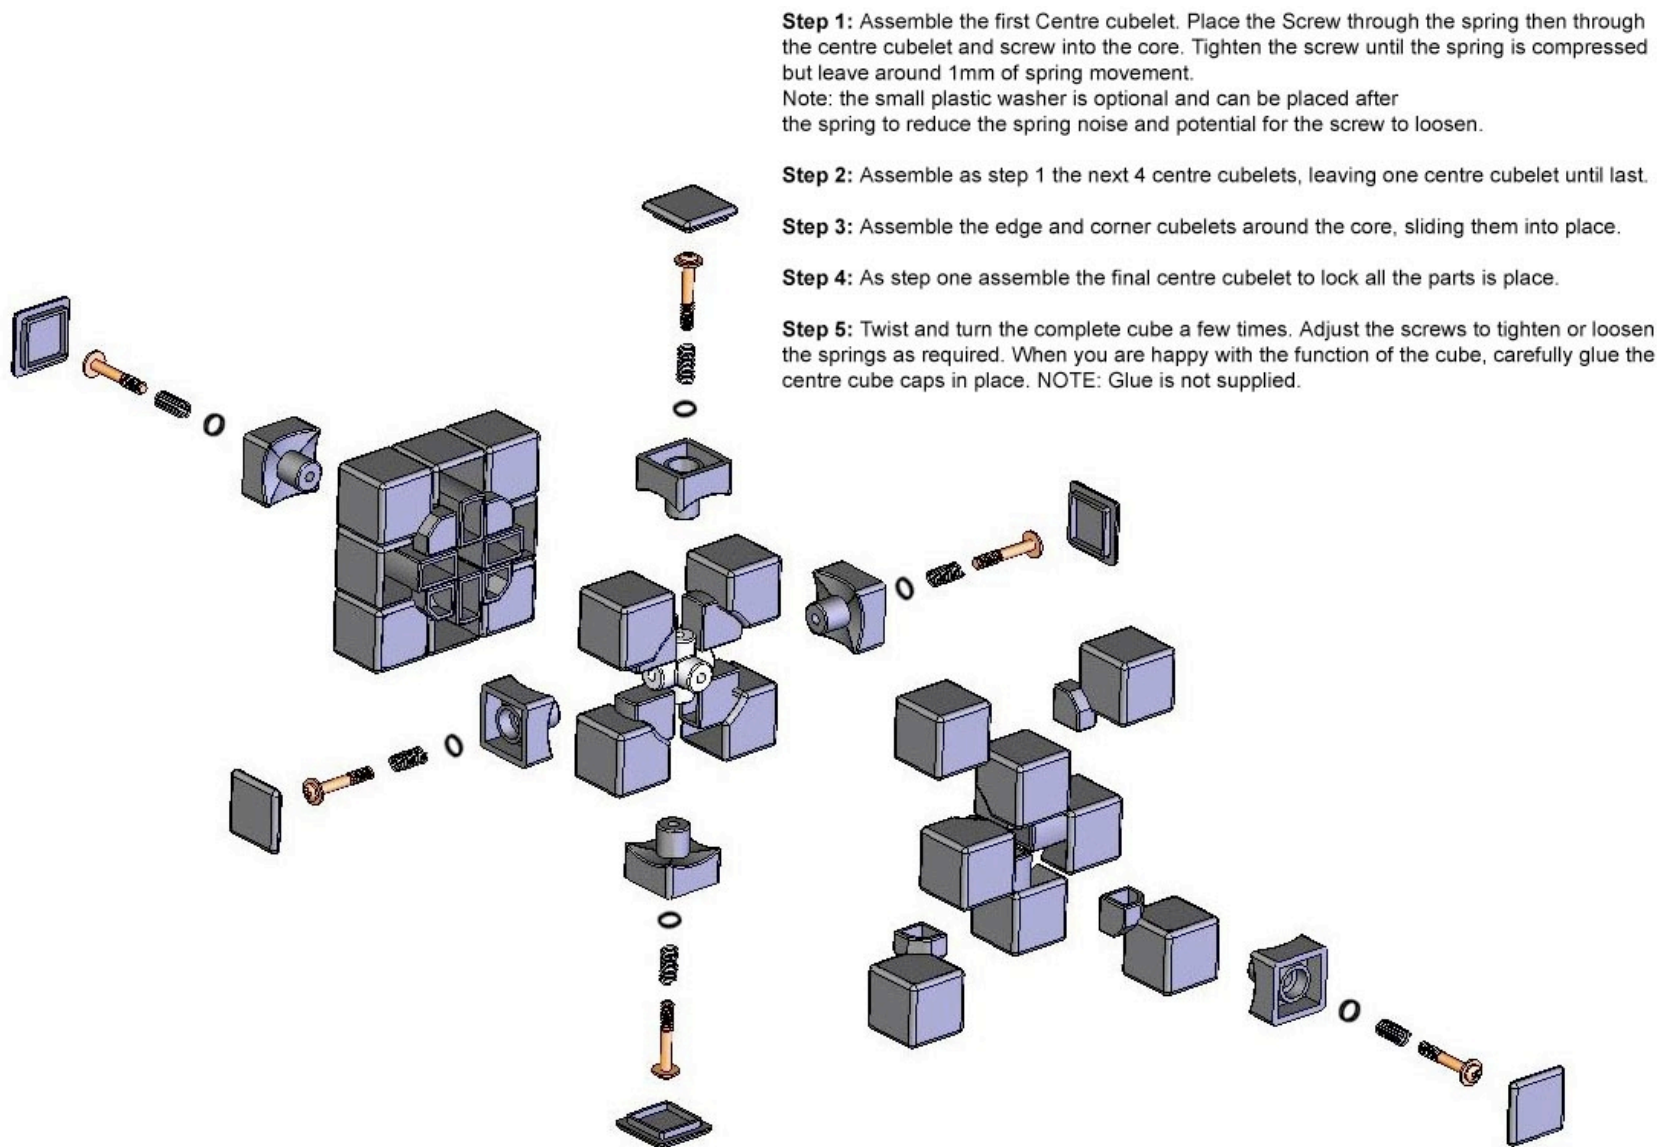 Step 1: Assemble the first Centre cubelet. Place the Screw through the spring then through
the centre cubelet and screw into the core. Tighten the screw until the spring is compressed
but leave around 1mm of spring movement.
Note: the small plastic washer is optional and can be placed after
the spring to reduce the spring noise and potential for the screw to loosen.
Step 2: Assemble as step 1 the next 4 centre cubelets, leaving one centre cubelet until last.
Step 3: Assemble the edge and corner cubelets around the core, sliding them into place.
Step 4: As step one assemble the final centre cubelet to lock all the parts is place.
Step 5: Twist and turn the complete cube a few times. Adjust the screws to tighten or loosen
the springs as required. When you are happy with the function of the cube, carefully glue the
centre cube caps in place. NOTE: Glue is not supplied.